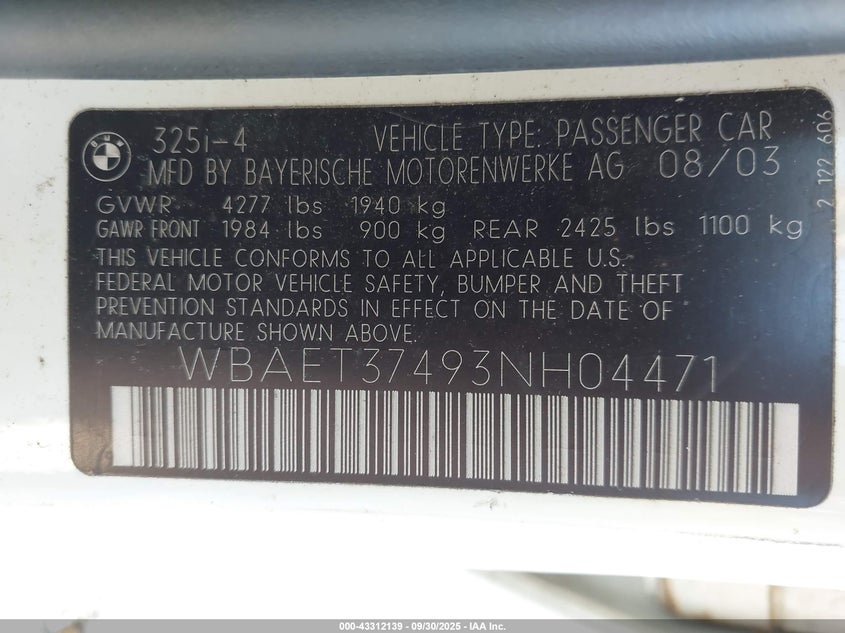 325i-4 VEHICLE TYPE: PASSENGER CAR
MFD BY BAYERISCHE MOTORENWERKE AG 08/03
GVWR 4277 lbs 1940 kg
GAWR FRONT 1984 lbs 900 kg REAR 2425 lbs 1100 kg
THIS VEHICLE CONFORMS TO ALL APPLICABLE U.S.
FEDERAL MOTOR VEHICLE SAFETY, BUMPER AND THEFT
PREVENTION STANDARDS IN EFFECT ON THE DATE OF
MANUFACTURE SHOWN ABOVE.
WBAET37493NH04471
2 122 606
000-43312139 - 09/30/2025 - IAA Inc.